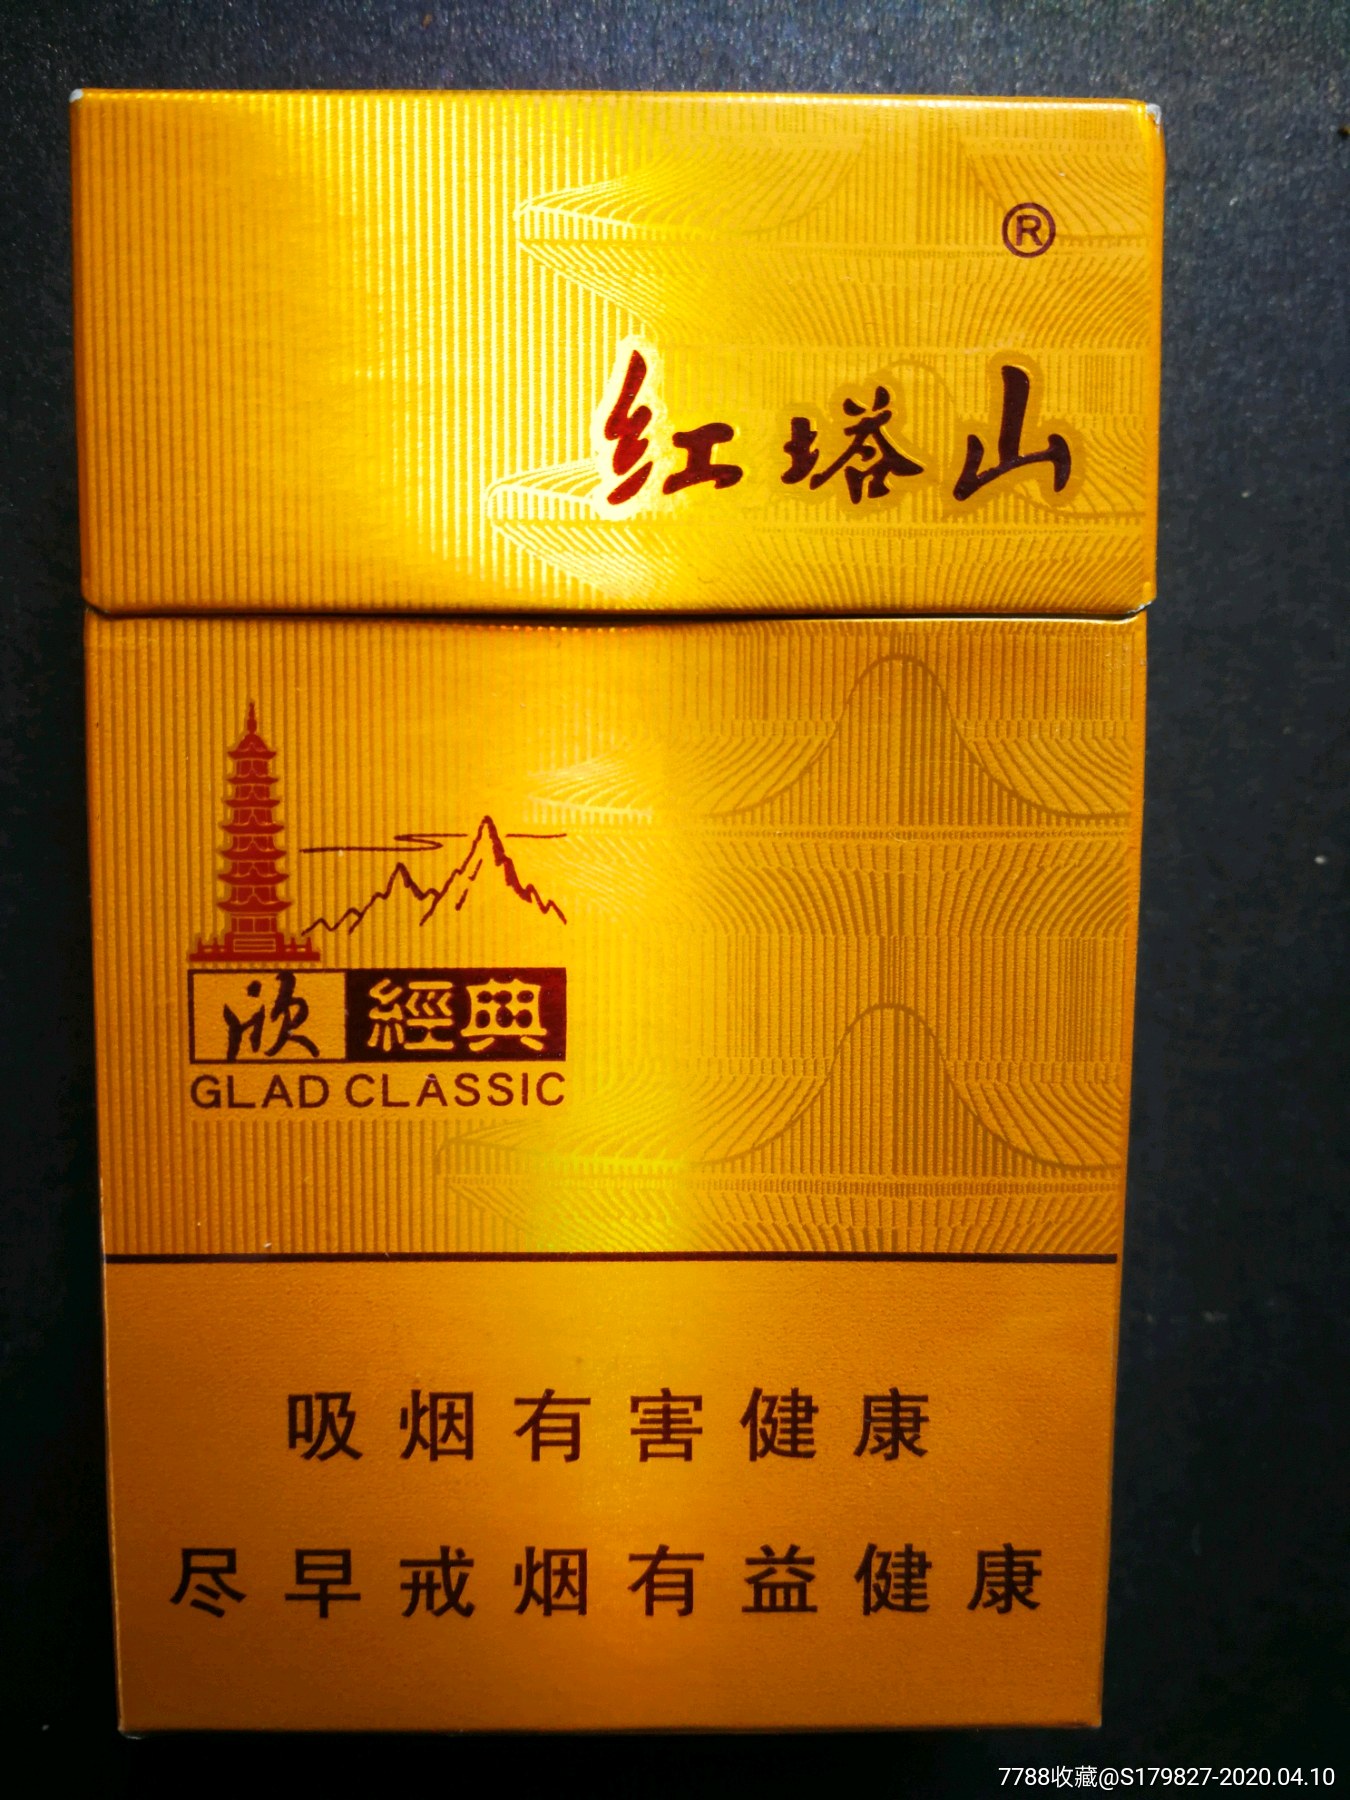 ®
红塔山
欣經典
GLAD CLASSIC
吸烟有害健康
尽早戒烟有益健康
7788收藏@S179827-2020.04.10